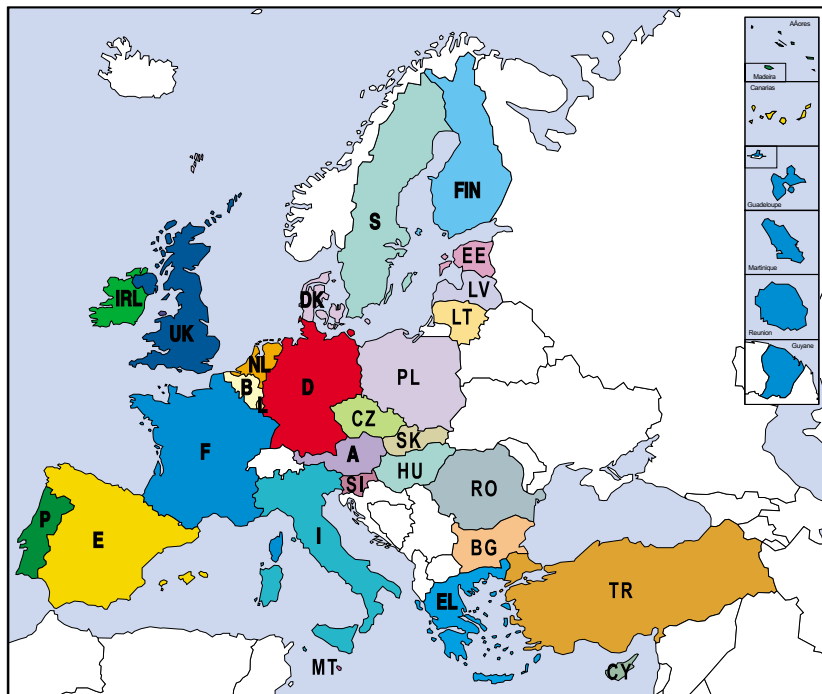 AÄores
Madeira
Canarias
Guadeloupe
Martinique
Reunion
Guyane
FIN
S
EE
LV
LT
DK
IRL
UK
NL
B
L
D
PL
CZ
SK
F
A
HU
SI
RO
P
E
I
BG
EL
TR
MT
CY